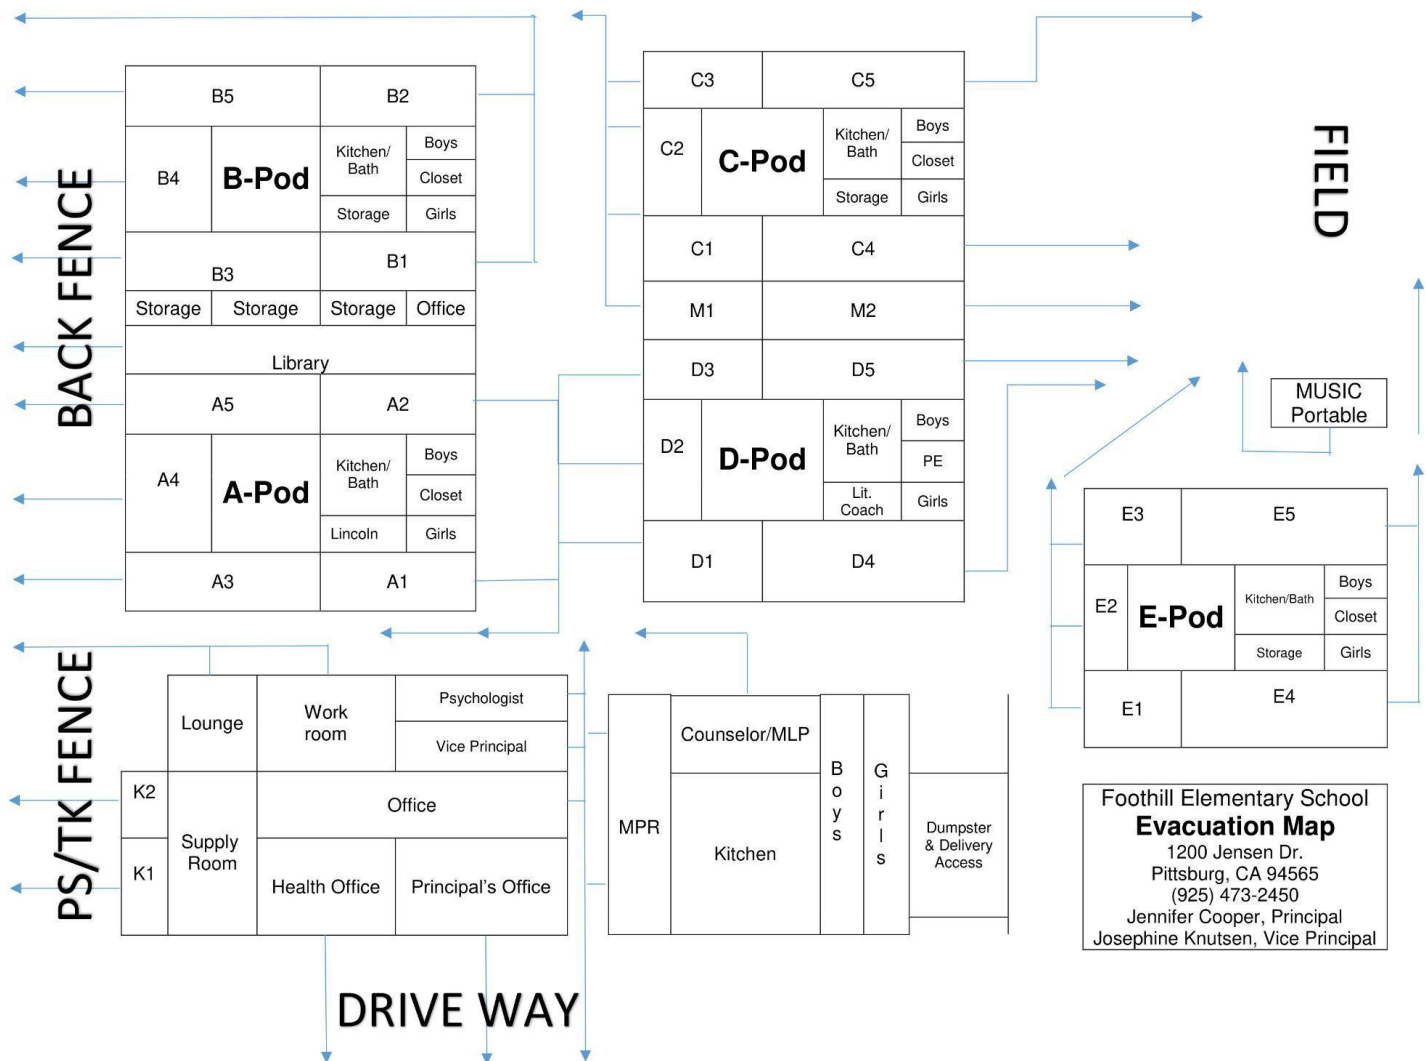 BACK FENCE
PS/TK FENCE
DRIVE WAY
FIELD
B5
B2
B4
B-Pod
Kitchen/
Bath
Boys
Closet
Storage
Girls
B3
B1
Storage
Storage
Storage
Office
Library
A5
A2
A4
A-Pod
Kitchen/
Bath
Boys
Closet
Lincoln
Girls
A3
A1
C3
C5
C2
C-Pod
Kitchen/
Bath
Boys
Closet
Storage
Girls
C1
C4
M1
M2
D3
D5
D2
D-Pod
Kitchen/
Bath
Boys
PE
Lit.
Coach
Girls
D1
D4
MUSIC
Portable
E3
E5
E2
E-Pod
Kitchen/Bath
Boys
Closet
Storage
Girls
E1
E4
Lounge
Work
room
Psychologist
Vice Principal
K2
K1
Supply
Room
Office
Health Office
Principal's Office
MPR
Counselor/MLP
Kitchen
Boys
Girls
Dumpster
& Delivery
Access
Foothill Elementary School
Evacuation Map
1200 Jensen Dr.
Pittsburg, CA 94565
(925) 473-2450
Jennifer Cooper, Principal
Josephine Knutsen, Vice Principal